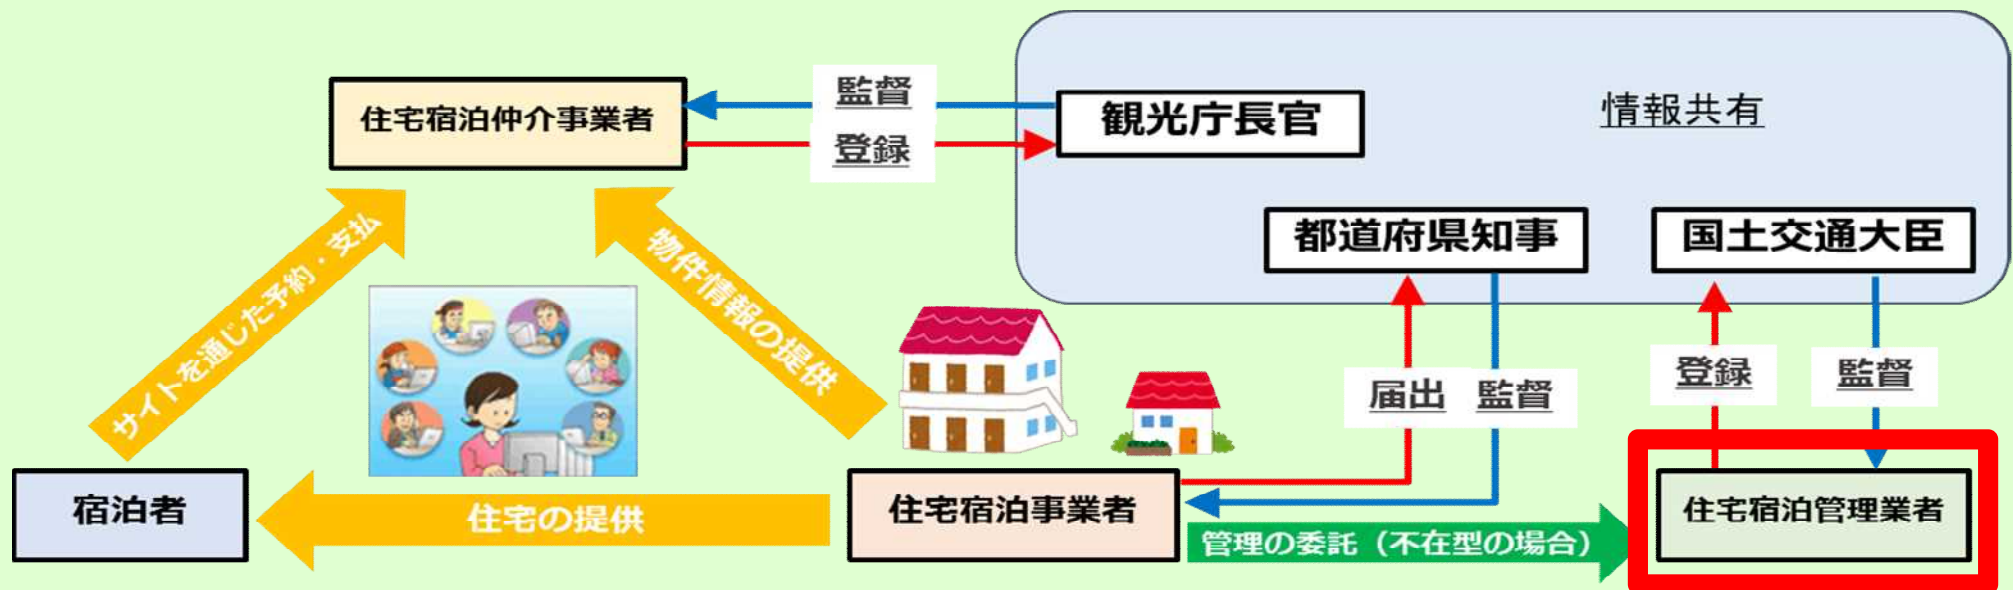 住宅宿泊仲介事業者
監督
登録
観光庁長官
情報共有
都道府県知事
国土交通大臣
サイトを通じた予約・支払
物件情報の提供
届出
監督
登録
監督
宿泊者
住宅の提供
住宅宿泊事業者
管理の委託（不在型の場合）
住宅宿泊管理業者